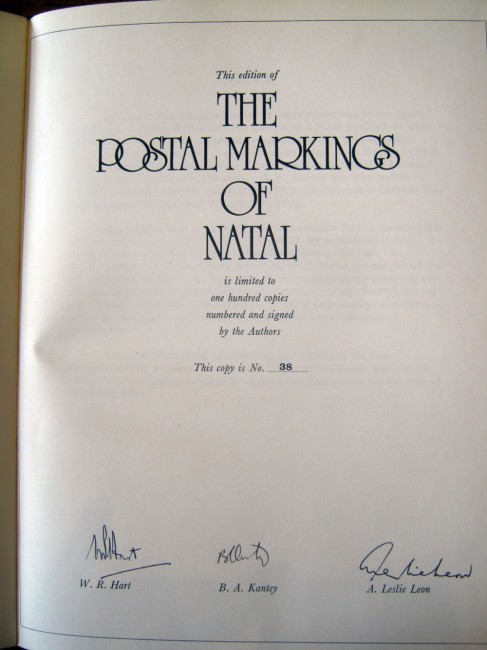 This edition of
THE
POSTAL MARKINGS
OF
NATAL
is limited to
one hundred copies
numbered and signed
by the Authors
This copy is No. 38
W. R. Hart
B. A. Kantey
A. Leslie Leon